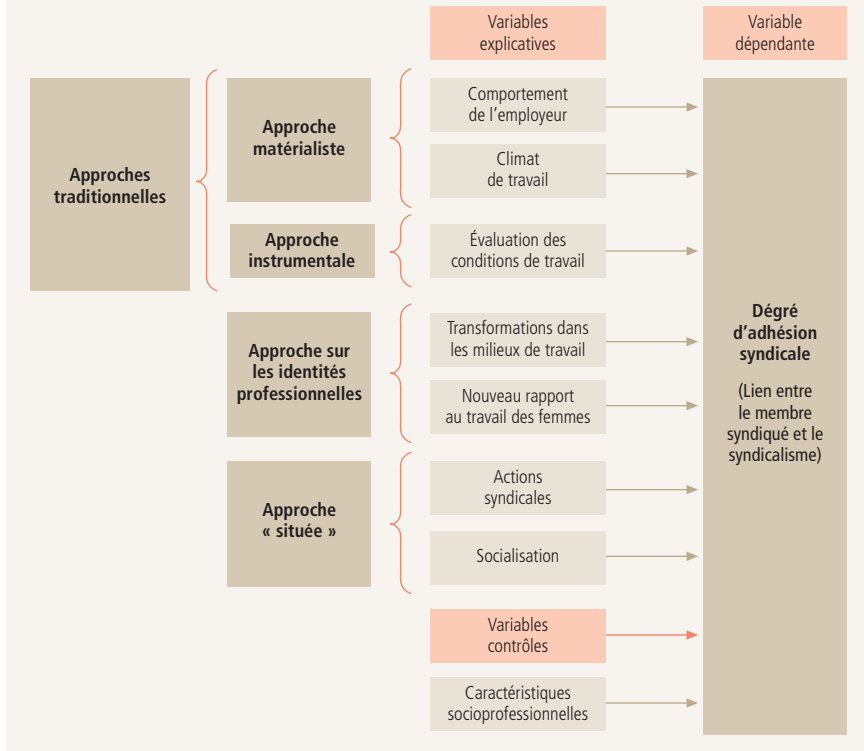 Variables
explicatives
Variable
dépendante
Approches
traditionnelles
Approche
matérialiste
Comportement
de l’employeur
Climat
de travail
Approche
instrumentale
Évaluation des
conditions de travail
Approche sur
les identités
professionnelles
Transformations dans
les milieux de travail
Nouveau rapport
au travail des femmes
Approche
« située »
Actions
syndicales
Socialisation
Variables
contrôles
Caractéristiques
socioprofessionnelles
Dégré
d’adhésion
syndicale
(Lien entre
le membre
syndiqué et le
syndicalisme)